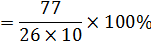 = 77 / 26 × 10 × 100%